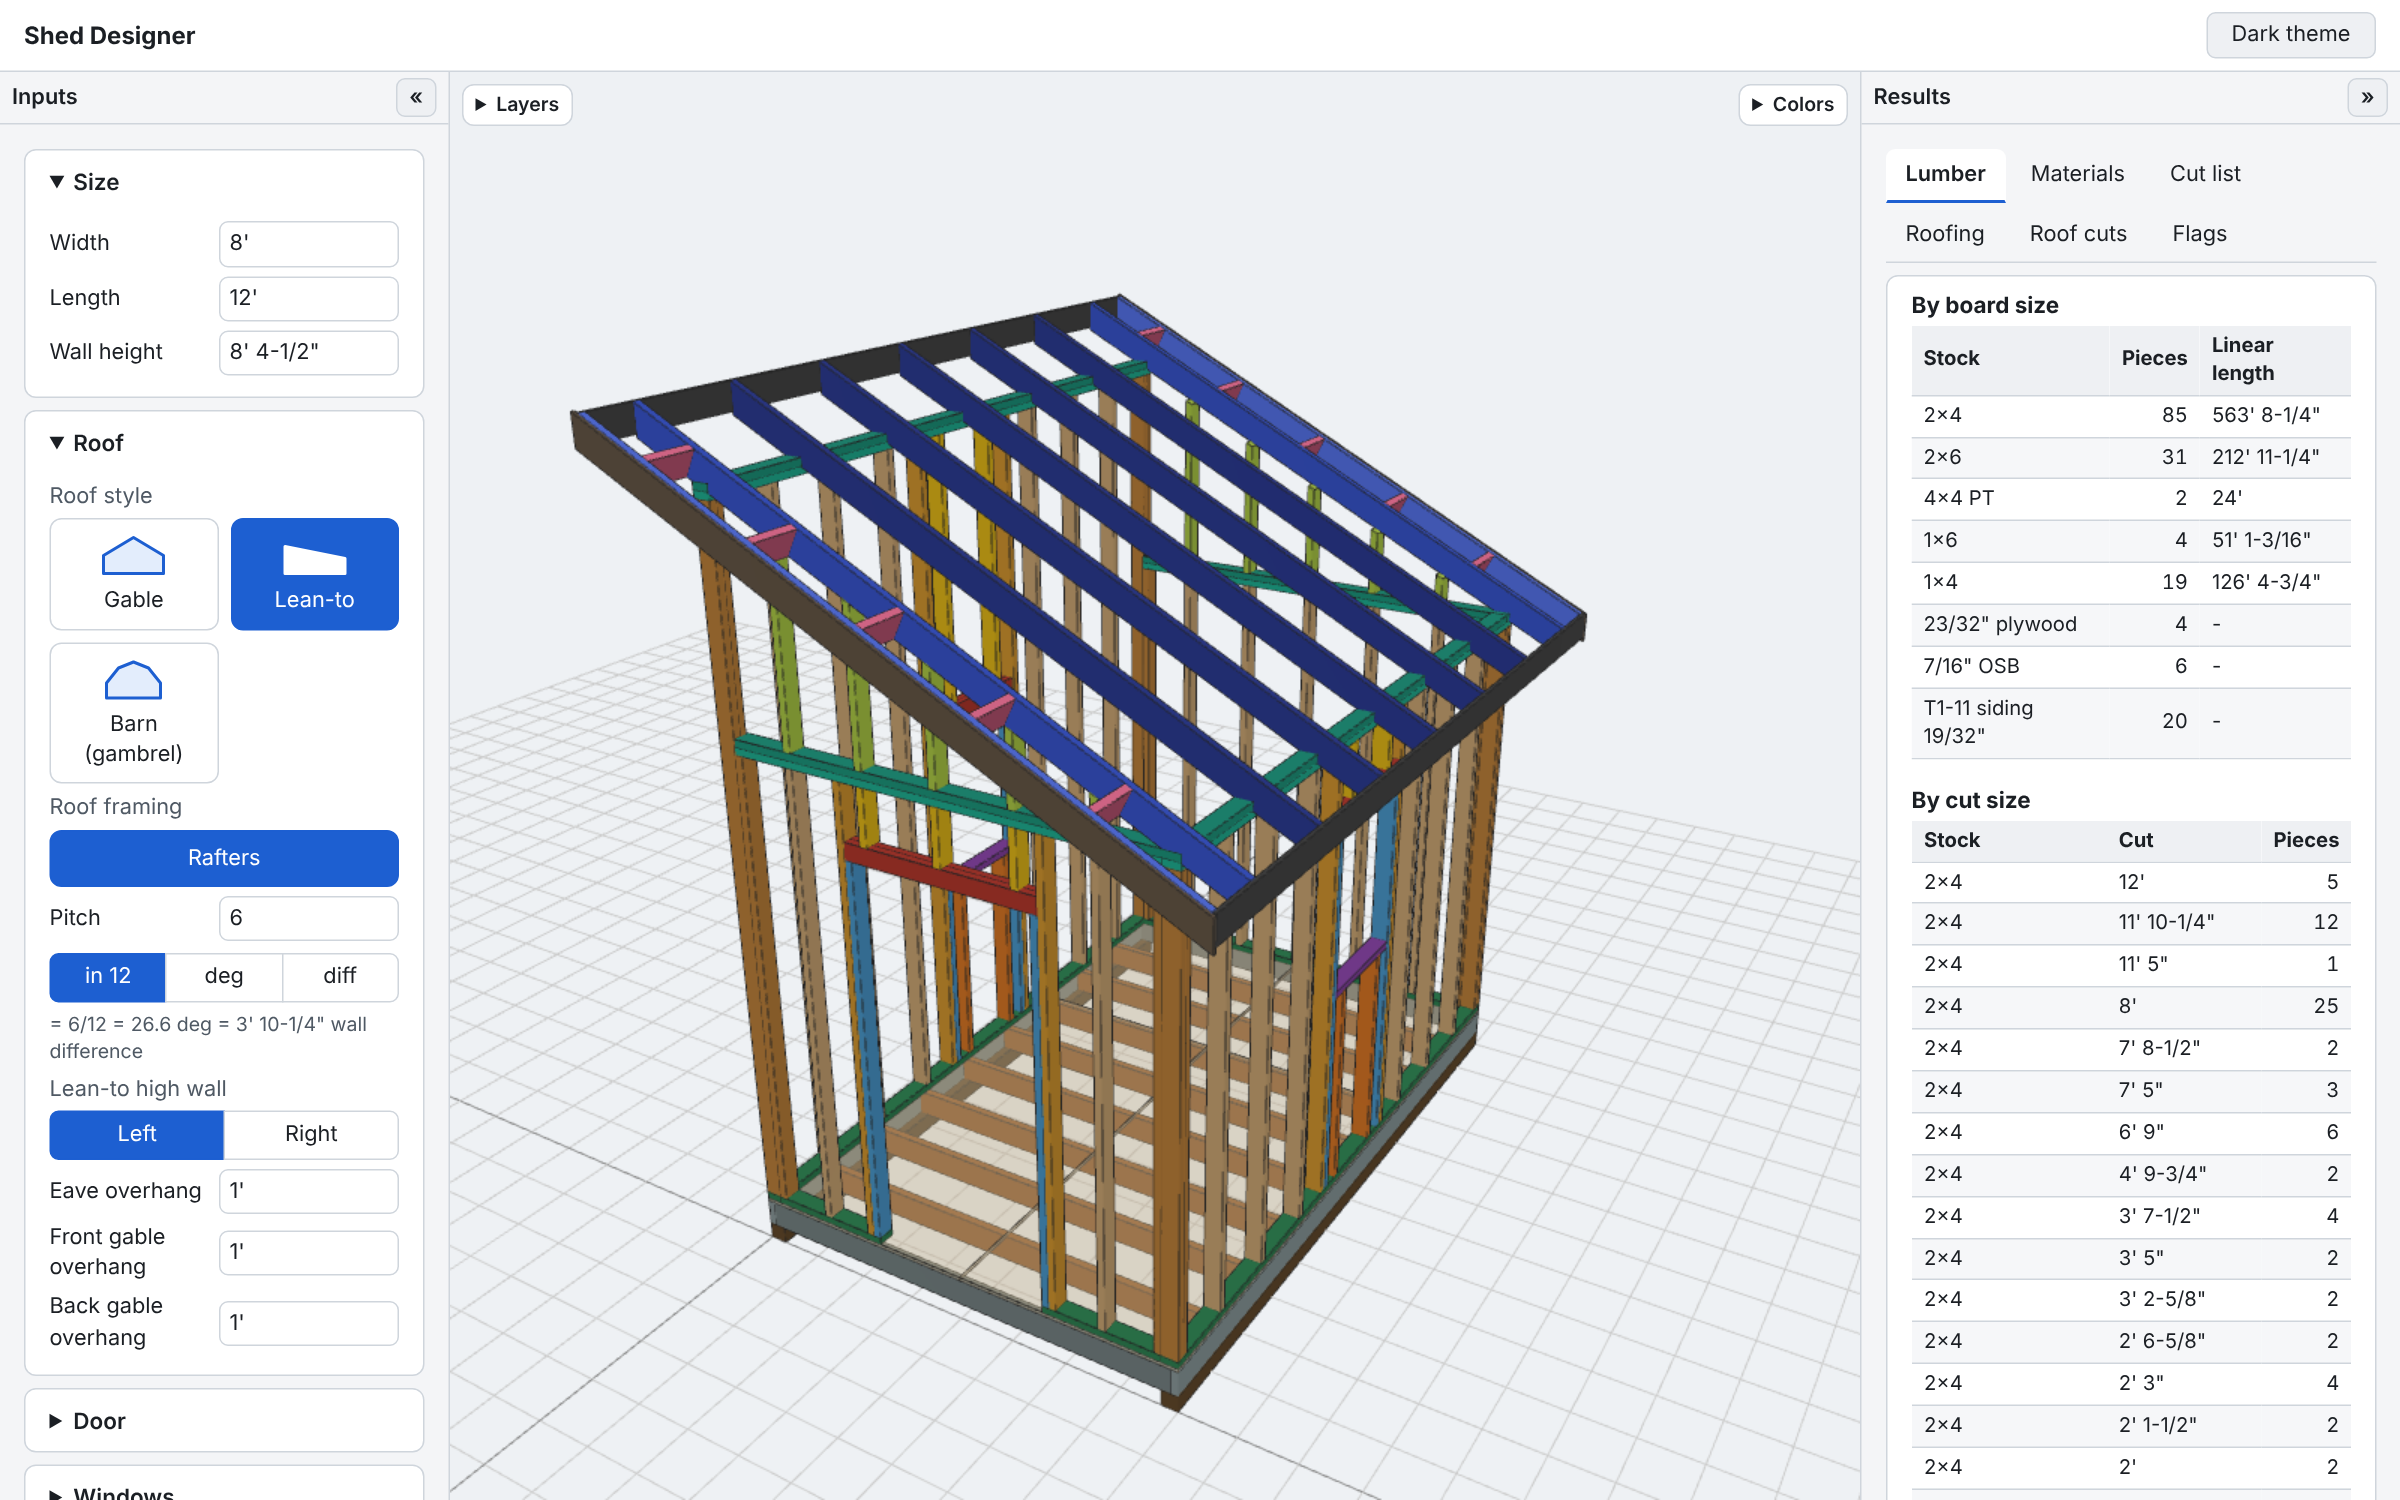 Shed Designer
Dark theme
Inputs
«
▶ Layers
▶ Colors
Results
»
▼ Size
Width
8'
Length
12'
Wall height
8' 4-1/2"
▼ Roof
Roof style
Gable
Lean-to
Barn
(gambrel)
Roof framing
Rafters
Pitch
6
in 12
deg
diff
= 6/12 = 26.6 deg = 3' 10-1/4" wall
difference
Lean-to high wall
Left
Right
Eave overhang
1'
Front gable
overhang
1'
Back gable
overhang
1'
▶ Door
▶ Windows
Lumber
Materials
Cut list
Roofing
Roof cuts
Flags
By board size
Stock Pieces Linear
length
2×4 85 563' 8-1/4"
2×6 31 212' 11-1/4"
4×4 PT 2 24'
1×6 4 51' 1-3/16"
1×4 19 126' 4-3/4"
23/32" plywood 4 -
7/16" OSB 6 -
T1-11 siding
19/32" 20 -
By cut size
Stock Cut Pieces
2×4 12' 5
2×4 11' 10-1/4" 12
2×4 11' 5" 1
2×4 8' 25
2×4 7' 8-1/2" 2
2×4 7' 5" 3
2×4 6' 9" 6
2×4 4' 9-3/4" 2
2×4 3' 7-1/2" 4
2×4 3' 5" 2
2×4 3' 2-5/8" 2
2×4 2' 6-5/8" 2
2×4 2' 3" 4
2×4 2' 1-1/2" 2
2×4 2' 2